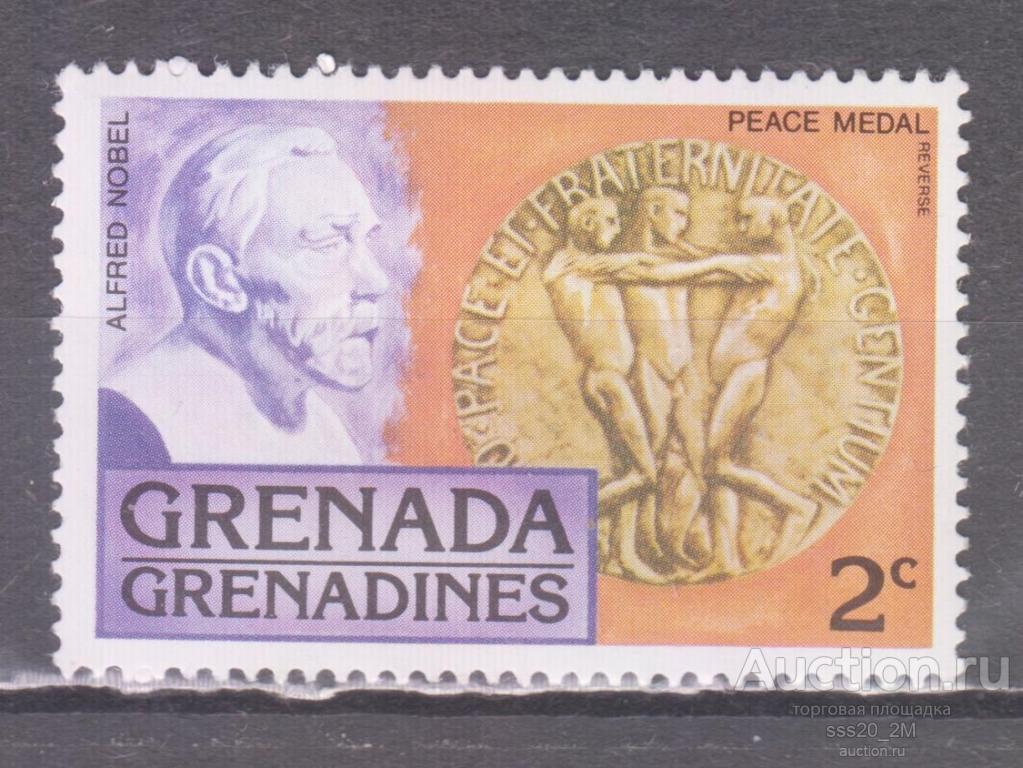 ALFRED NOBEL
PEACE MEDAL
REVERSE
PACE ET FRATERNITATE · GENTIUM
GRENADA
GRENADINES
2c
Auction.ru
торговая площадка
sss20_2M
auction.ru